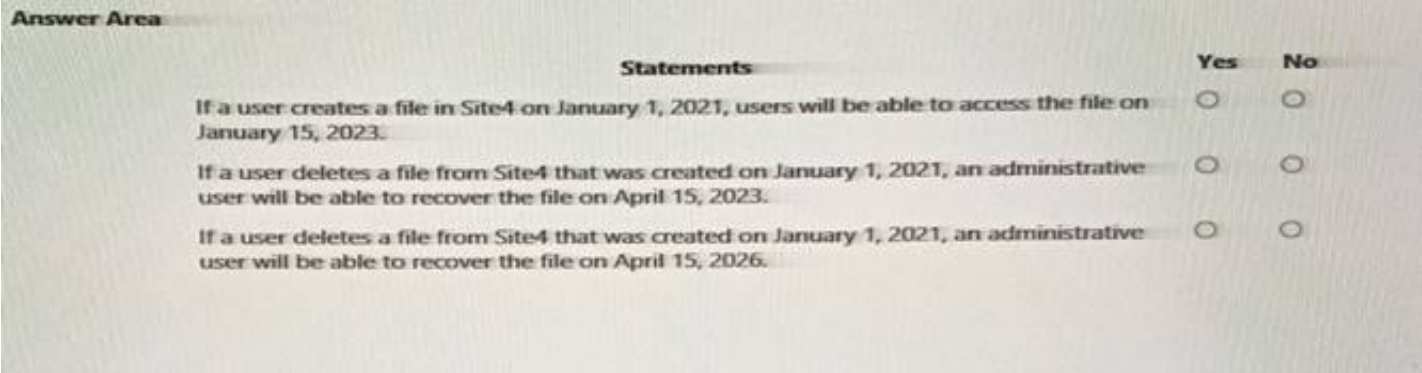 Answer Area
Statements Yes No
If a user creates a file in Site4 on January 1, 2021, users will be able to access the file on
January 15, 2023.
If a user deletes a file from Site4 that was created on January 1, 2021, an administrative
user will be able to recover the file on April 15, 2023.
If a user deletes a file from Site4 that was created on January 1, 2021, an administrative
user will be able to recover the file on April 15, 2026.